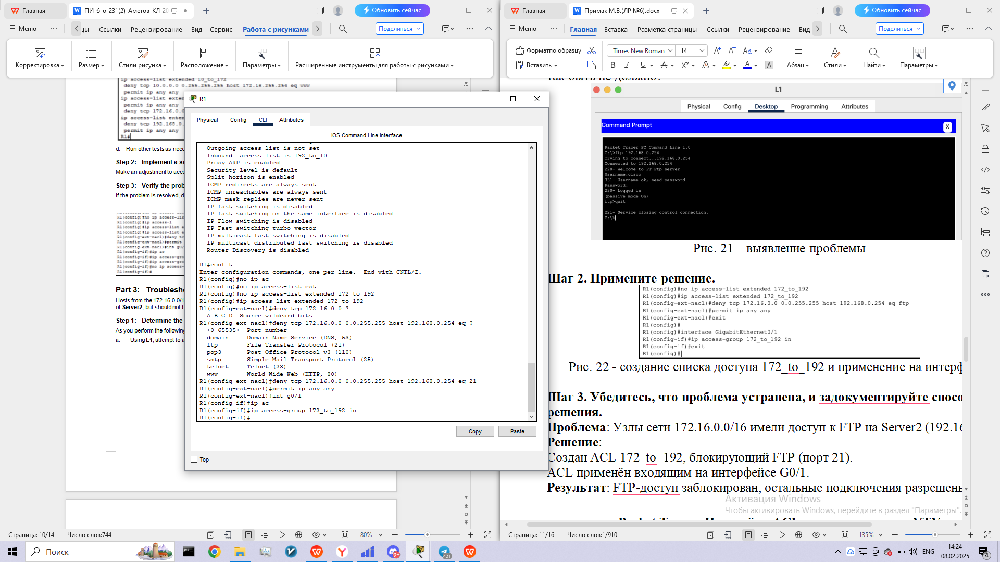 Главная
ПИ-6-о-231(2)_Аметов_КЛ-20
Обновить сейчас
Меню
Ссылки
Рецензирование
Вид
Сервис
Работа с рисунками
Поделиться
Корректировка
Размер
Стили рисунка
Расположение
Параметры
Расширенные инструменты для работы с рисунками
ip access-list extended 10_to_172
deny tcp 10.0.0.0 0.255.255.255 host 172.16.255.254 eq www
permit ip any any
ip access-list exten
permit ip any any
deny tcp 172.16.0.0
ip access-list exten
deny tcp 192.168.0.
permit ip any any
R1#
d. Run other tests as nece
Step 2: Implement a so
Make an adjustment to acce
Step 3: Verify the prob
If the problem is resolved, d
R1(config)#no ip access-list
R1(config)#ip access-l
R1(config)#ip access-list e
R1(config)#ip access-list e
R1(config-ext-nacl)#deny tc
R1(config-ext-nacl)#permit
R1(config-ext-nacl)#int g0/
R1(config-if)#ip ac
R1(config-if)#ip access-gro
R1(config-if)#ip access-gro
R1(config-if)#no ip access-
R1(config-if)#
Part 3: Troublesho
Hosts from the 172.16.0.0/1
of Server2, but should not b
Step 1: Determine the
As you perform the following
a. Using L1, attempt to a
R1
Physical
Config
CLI
Attributes
IOS Command Line Interface
Outgoing access list is not set
Inbound access list is 192_to_10
Proxy ARP is enabled
Security level is default
Split horizon is enabled
ICMP redirects are always sent
ICMP unreachables are always sent
ICMP mask replies are never sent
IP fast switching is disabled
IP fast switching on the same interface is disabled
IP Flow switching is disabled
IP Fast switching turbo vector
IP multicast fast switching is disabled
IP multicast distributed fast switching is disabled
Router Discovery is disabled
R1#conf t
Enter configuration commands, one per line. End with CNTL/Z.
R1(config)#no ip ac
R1(config)#no ip access-list ext
R1(config)#no ip access-list extended 172_to_192
R1(config)#ip access-list extended 172_to_192
R1(config-ext-nacl)#deny tcp 172.16.0.0 ?
A.B.C.D Source wildcard bits
R1(config-ext-nacl)#deny tcp 172.16.0.0 0.0.255.255 host 192.168.0.254 eq ?
<0-65535> Port number
domain Domain Name Service (DNS, 53)
ftp File Transfer Protocol (21)
pop3 Post Office Protocol v3 (110)
smtp Simple Mail Transport Protocol (25)
telnet Telnet (23)
www World Wide Web (HTTP, 80)
R1(config-ext-nacl)#deny tcp 172.16.0.0 0.0.255.255 host 192.168.0.254 eq 21
R1(config-ext-nacl)#permit ip any any
R1(config-ext-nacl)#int g0/1
R1(config-if)#ip ac
R1(config-if)#ip access-group 172_to_192 in
R1(config-if)#
Copy
Paste
Top
Страница: 10/14
Число слов:744
80%
Главная
Примак М.В.(ЛР №6).docx
Обновить сейчас
Меню
Главная
Вставка
Разметка страницы
Ссылки
Рецензирование
Вид
Поделиться
Формат по образцу
Вставить
Times New Roman
14
Абзац
Стили
Найти
Параметры
так быть не должно!
L1
Physical
Config
Desktop
Programming
Attributes
Command Prompt
X
Packet Tracer PC Command Line 1.0
C:\>ftp 192.168.0.254
Trying to connect...192.168.0.254
Connected to 192.168.0.254
220- Welcome to PT Ftp server
Username:cisco
331- Username ok, need password
Password:
230- Logged in
(passive mode On)
ftp>quit
221- Service closing control connection.
C:\>
Рис. 21 – выявление проблемы
Шаг 2. Примените решение.
R1(config)#no ip access-list extended 172_to_192
R1(config)#ip access-list extended 172_to_192
R1(config-ext-nacl)#deny tcp 172.16.0.0 0.0.255.255 host 192.168.0.254 eq ftp
R1(config-ext-nacl)#permit ip any any
R1(config-ext-nacl)#exit
R1(config)#
R1(config)#interface GigabitEthernet0/1
R1(config-if)#ip access-group 172_to_192 in
R1(config-if)#exit
R1(config)#
Рис. 22 - создание списка доступа 172_to_192 и применение на интерф
Шаг 3. Убедитесь, что проблема устранена, и задокументируйте спосо
решения.
Проблема: Узлы сети 172.16.0.0/16 имели доступ к FTP на Server2 (192.16
Решение:
Создан ACL 172_to_192, блокирующий FTP (порт 21).
ACL применён входящим на интерфейсе G0/1.
Результат: FTP-доступ заблокирован, остальные подключения разрешень
Активация Windows
Чтобы активировать Windows, перейдите в раздел "Параметры".
Страница: 11/16
Число слов:1/910
135%
Поиск
9+
421
ENG
14:24
08.02.2025
4